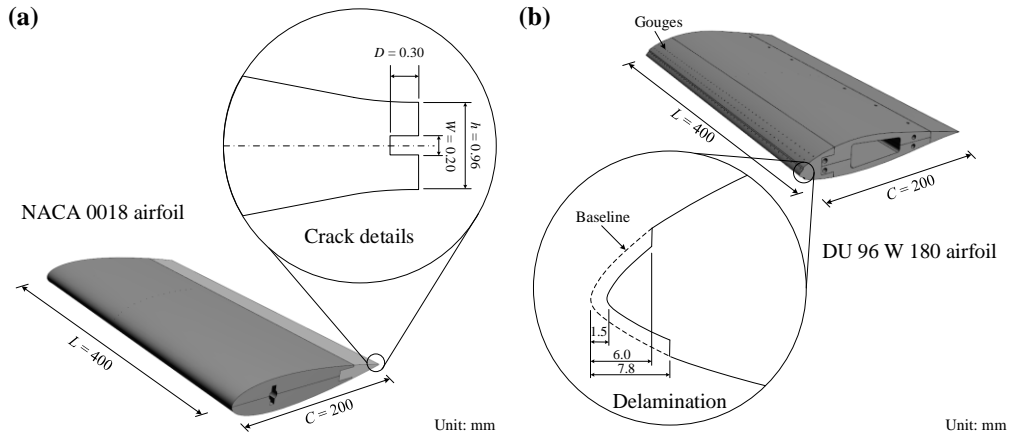 (a)
D = 0.30
W = 0.20
h = 0.96
Crack details
NACA 0018 airfoil
L = 400
C = 200
Unit: mm
(b)
Gouges
L = 400
C = 200
Baseline
DU 96 W 180 airfoil
1.5
6.0
7.8
Delamination
Unit: mm